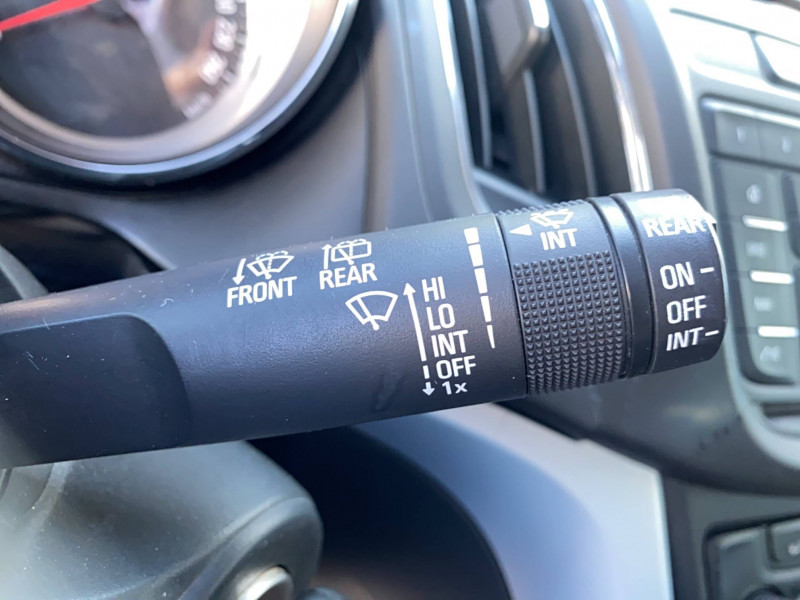 FRONT
REAR
HI
LO
INT
OFF
1x
INT
REAR
ON
OFF
INT